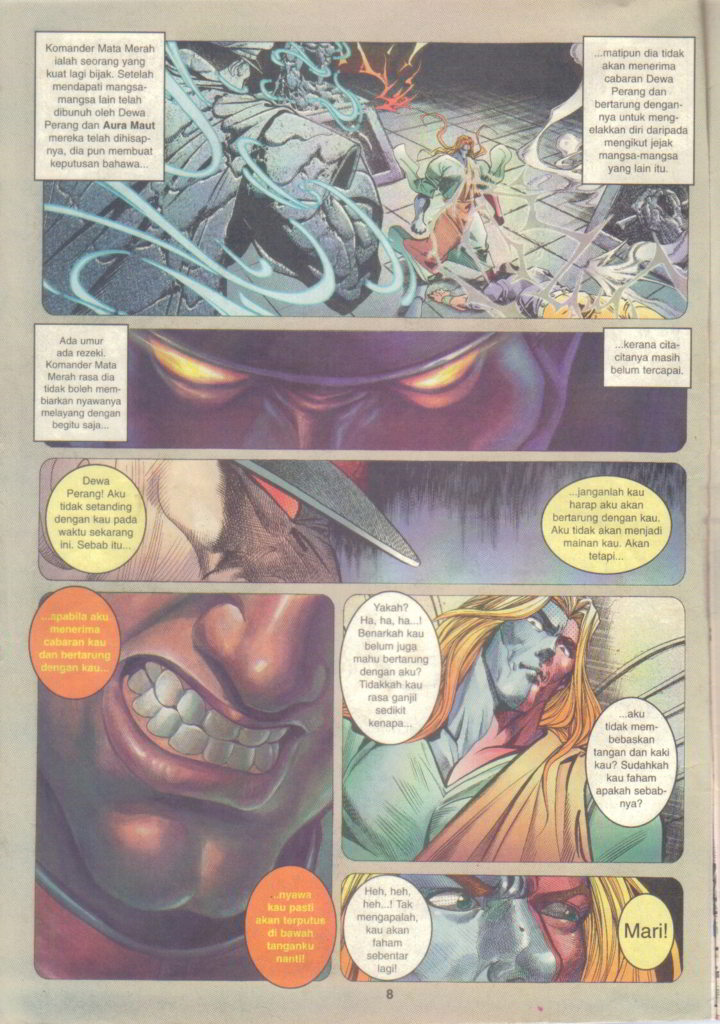 Komander Mata Merah
ialah seorang yang
kuat lagi bijak. Setelah
mendapati mangsa-
mangsa lain telah
dibunuh oleh Dewa
Perang dan Aura Maut
mereka telah dihisap-
nya, dia pun membuat
keputusan bahawa...
...matipun dia tidak
akan menerima
cabaran Dewa
Perang dan
bertarung dengan-
nya untuk meng-
elakkan diri daripada
mengikut jejak
mangsa-mangsa
yang lain itu.
Ada umur
ada rezeki.
Komander Mata
Merah rasa dia
tidak boleh mem-
biarkan nyawanya
melayang dengan
begitu saja...
...kerana cita-
citanya masih
belum tercapai.
Dewa
Perang! Aku
tidak setanding
dengan kau pada
waktu sekarang
ini. Sebab itu...
...janganlah kau
harap aku akan
bertarung dengan kau.
Aku tidak akan menjadi
mainan kau. Akan
tetapi...
...apabila aku
menerima
cabaran kau
dan bertarung
dengan kau...
...nyawa
kau pasti
akan terputus
di bawah
tanganku
nanti!
Yakah?
Ha, ha, ha...!
Benarkah kau
belum juga
mahu bertarung
dengan aku?
Tidakkah kau
rasa ganjil
sedikit
kenapa...
...aku
tidak mem-
bebaskan
tangan dan kaki
kau? Sudahkah
kau faham
apakah sebab-
nya?
Heh, heh,
heh...! Tak
mengapalah,
kau akan
faham
sebentar
lagi!
Mari!
8